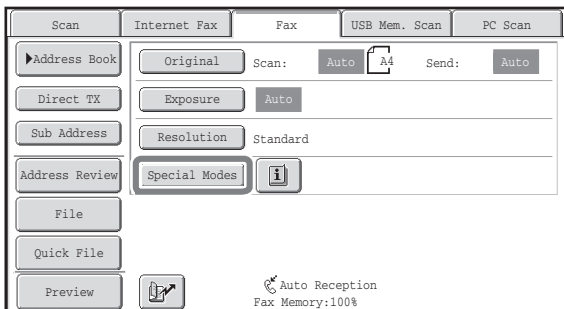 Scan Internet Fax Fax USB Mem. Scan PC Scan
Address Book Original Scan: Auto A4 Send: Auto
Direct TX Exposure Auto
Sub Address Resolution Standard
Address Review Special Modes i
File
Quick File
Auto Reception
Preview
Fax Memory:100%